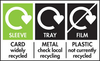 SLEEVE
TRAY
FILM
CARD
widely
recycled
METAL
check local
recycling
PLASTIC
not currently
recycled